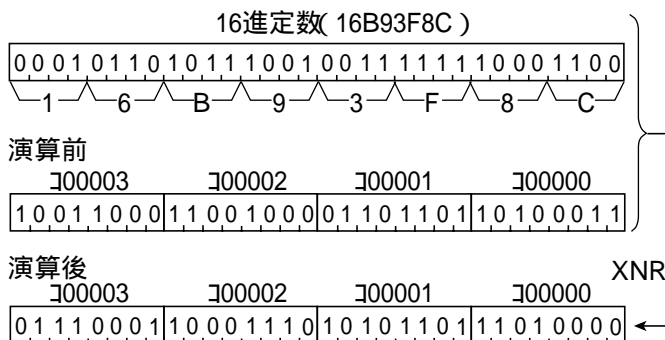 16進定数( 16B93F8C )
0 0 0 1 0 1 1 0 1 0 1 1 1 0 0 1 0 0 1 1 1 1 1 1 1 0 0 0 1 1 0 0
1 6 B 9 3 F 8 C
演算前
コ00003 コ00002 コ00001 コ00000
1 0 0 1 1 0 0 0 1 1 0 0 1 0 0 0 0 1 1 0 1 1 0 1 1 0 1 0 0 0 1 1
演算後 XNR
コ00003 コ00002 コ00001 コ00000
0 1 1 1 0 0 0 1 1 0 0 0 1 1 1 0 1 0 1 0 1 1 0 1 1 1 0 1 0 0 0 0